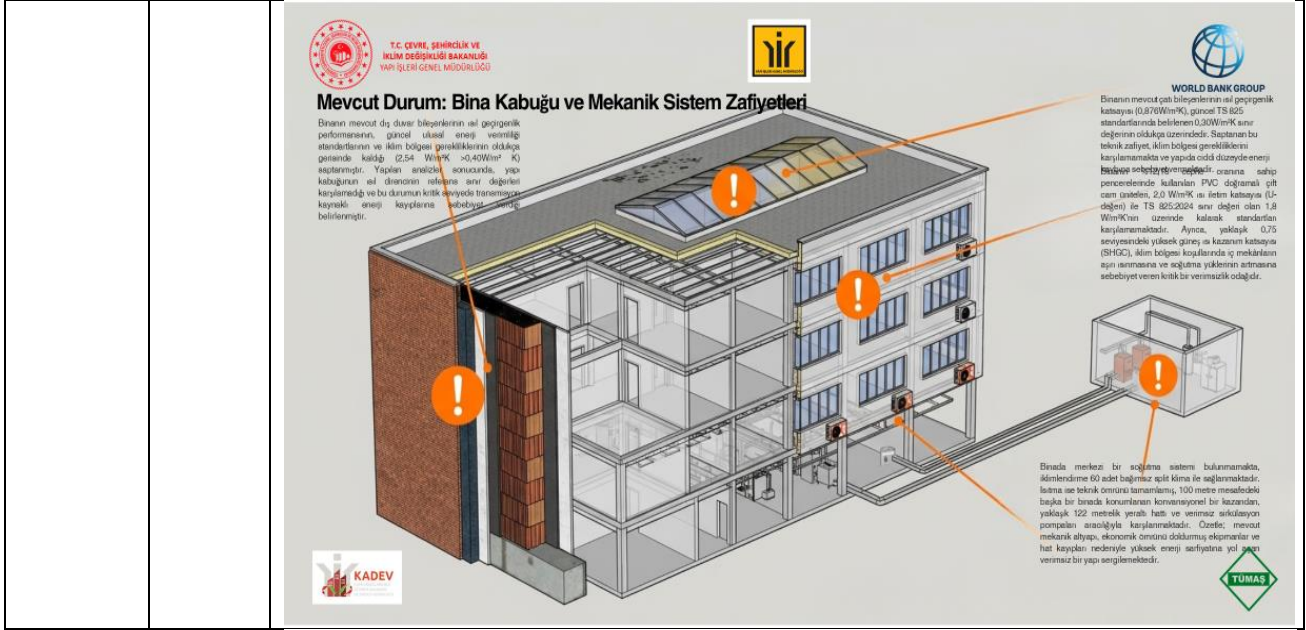 T.C. ÇEVRE, ŞEHİRCİLİK VE
İKLİM DEĞİŞİKLİĞİ BAKANLIĞI
YAPI İŞLERİ GENEL MÜDÜRLÜĞÜ
YAPI İŞLERİ GENEL MÜDÜRLÜĞÜ
WORLD BANK GROUP
Mevcut Durum: Bina Kabuğu ve Mekanik Sistem Zafiyetleri
Binanın mevcut dış duvar bileşenlerinin ısıl geçirgenlik
performansının, güncel ulusal enerji verimliliği
standartlarının ve iklim bölgesi gerekliliklerinin oldukça
gerisinde kaldığı (2,54 W/m²K >0,40W/m² K)
saptanmıştır. Yapılan analizler sonucunda, yapı
kabuğunun ısıl direncinin referans sınır değerleri
karşılamadığı ve bu durumun kritik seviyede transmisyon
kaynaklı enerji kayıplarına sebebiyet verdiği
belirlenmiştir.
Binanın mevcut çatı bileşenlerinin ısıl geçirgenlik
katsayısı (0,876W/m²K), güncel TS 825
standartlarında belirlenen 0,30W/m²K sınır
değerinin oldukça üzerindedir. Saptanan bu
teknik zafiyet, iklim bölgesi gerekliliklerini
karşılamamakta ve yapıda ciddi düzeyde enerji
sebebiyet vermektedir.
Binanın cephe oranına sahip
pencerelerinde kullanılan PVC doğramalı çift
cam üniteleri, 2,0 W/m²K ısı iletim katsayısı (U-
değeri) ile TS 825:2024 sınır değeri olan 1,8
W/m²K'nin üzerinde kalarak standartları
karşılamamaktadır. Ayrıca, yaklaşık 0,75
seviyesindeki yüksek güneş ısı kazanım katsayısı
(SHGC), iklim bölgesi koşullarında iç mekânların
aşırı ısınmasına ve soğutma yüklerinin artmasına
sebebiyet veren kritik bir verimsizlik odağıdır.
Binada merkezi bir soğutma sistemi bulunmamakta,
iklimlendirme 60 adet bağımsız split klima ile sağlanmaktadır.
Isıtma ise teknik ömrünü tamamlamış, 100 metre mesafedeki
başka bir binada konumlanan konvansiyonel bir kazandan,
yaklaşık 122 metrelik yeraltı hattı ve verimsiz sirkülasyon
pompaları aracılığıyla karşılanmaktadır. Özetle; mevcut
mekanik altyapı, ekonomik ömrünü doldurmuş ekipmanlar ve
hat kayıpları nedeniyle yüksek enerji sarfiyatına yol açan
verimsiz bir yapı sergilemektedir.
KADEV
TÜMAŞ